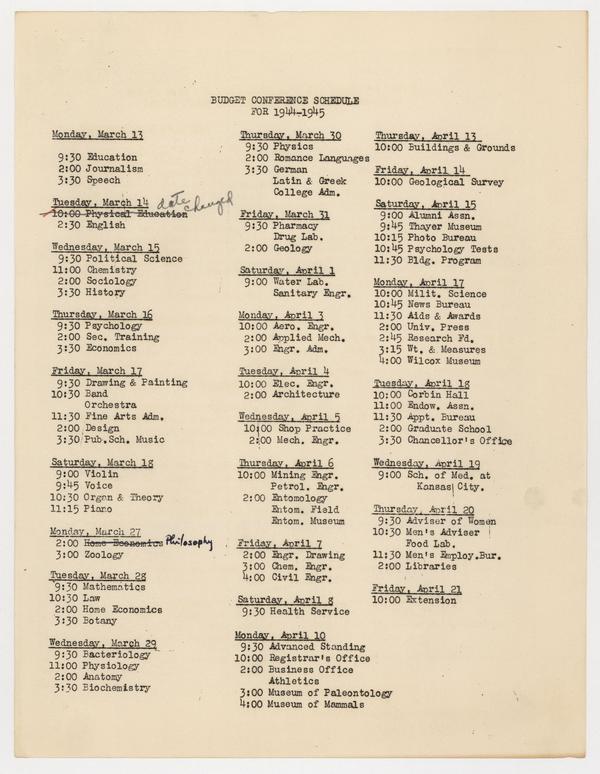 BUDGET CONFERENCE SCHEDULE
FOR 1944-1945
Monday, March 13
9:30 Education
2:00 Journalism
3:30 Speech
Tuesday, March 14 date changed
10:00 Physical Education
2:30 English
Wednesday, March 15
9:30 Political Science
11:00 Chemistry
2:00 Sociology
3:30 History
Thursday, March 16
9:30 Psychology
2:00 Sec. Training
3:30 Economics
Friday, March 17
9:30 Drawing & Painting
10:30 Band
Orchestra
11:30 Fine Arts Adm.
2:00 Design
3:30 Pub.Sch. Music
Saturday, March 18
9:00 Violin
9:45 Voice
10:30 Organ & Theory
11:15 Piano
Monday, March 27
2:00 Home Economics Philosophy
3:00 Zoology
Tuesday, March 28
9:30 Mathematics
10:30 Law
2:00 Home Economics
3:30 Botany
Wednesday, March 29
9:30 Bacteriology
11:00 Physiology
2:00 Anatomy
3:30 Biochemistry
Thursday, March 30
9:30 Physics
2:00 Romance Languages
3:30 German
Latin & Greek
College Adm.
Friday, March 31
9:30 Pharmacy
Drug Lab.
2:00 Geology
Saturday, April 1
9:00 Water Lab.
Sanitary Engr.
Monday, April 3
10:00 Aero. Engr.
2:00 Applied Mech.
3:00 Engr. Adm.
Tuesday, April 4
10:00 Elec. Engr.
2:00 Architecture
Wednesday, April 5
10:00 Shop Practice
2:00 Mech. Engr.
Thursday, April 6
10:00 Mining Engr.
Petrol. Engr.
2:00 Entomology
Entom. Field
Entom. Museum
Friday, April 7
2:00 Engr. Drawing
3:00 Chem. Engr.
4:00 Civil Engr.
Saturday, April 8
9:30 Health Service
Monday, April 10
9:30 Advanced Standing
10:00 Registrar's Office
2:00 Business Office
Athletics
3:00 Museum of Paleontology
4:00 Museum of Mammals
Thursday, April 13
10:00 Buildings & Grounds
Friday, April 14
10:00 Geological Survey
Saturday, April 15
9:00 Alumni Assn.
9:45 Thayer Museum
10:15 Photo Bureau
10:45 Psychology Tests
11:30 Bldg. Program
Monday, April 17
10:00 Milit. Science
10:45 News Bureau
11:30 Aids & Awards
2:00 Univ. Press
2:45 Research Fd.
3:15 Wt. & Measures
4:00 Wilcox Museum
Tuesday, April 18
10:00 Corbin Hall
11:00 Endow. Assn.
11:30 Appt. Bureau
2:00 Graduate School
3:30 Chancellor's Office
Wednesday, April 19
9:00 Sch. of Med. at
Kansas City.
Thursday, April 20
9:30 Adviser of Women
10:30 Men's Adviser
Food Lab.
11:30 Men's Employ.Bur.
2:00 Libraries
Friday, April 21
10:00 Extension